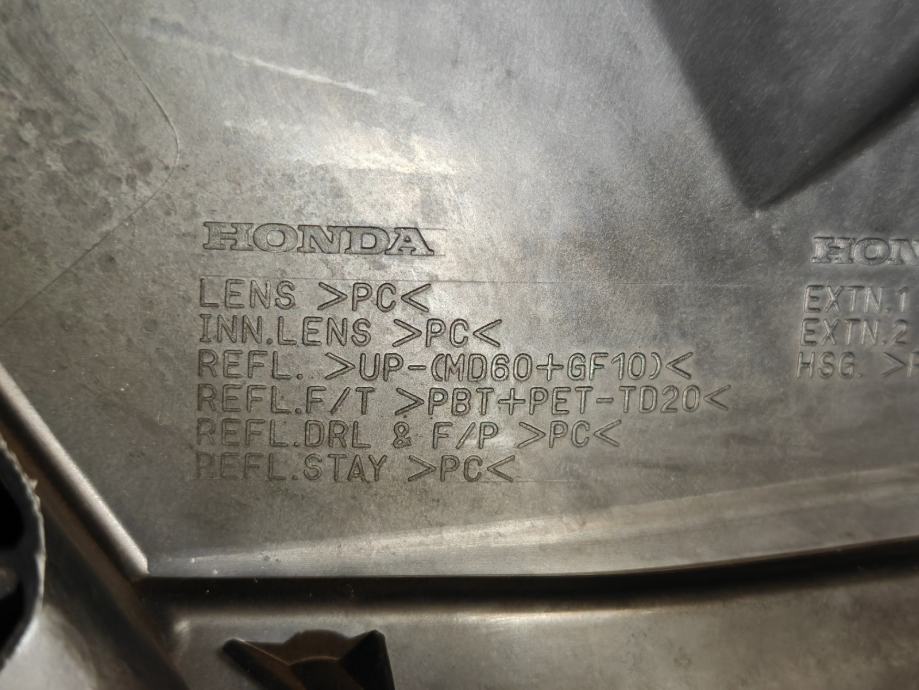 HONDA
LENS >PC<
INN.LENS >PC<
REFL. >UP-(MD60+GF10)<
REFL.F/T >PBT+PET-TD20<
REFL.DRL & F/P >PC<
REFL.STAY >PC<
HON
EXTN.1
EXTN.2
HSG. >P